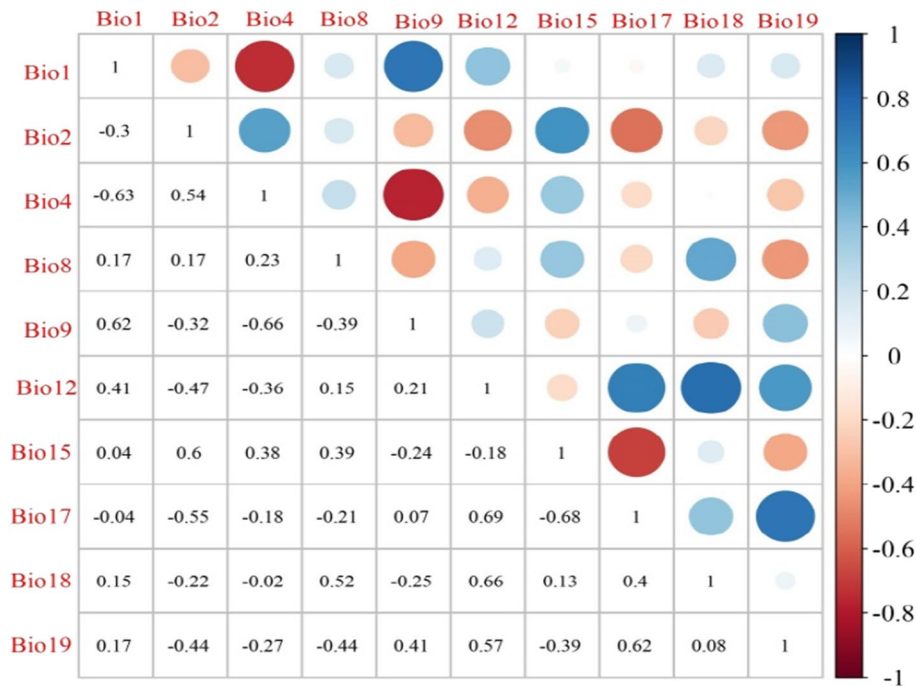 Bio1 Bio2 Bio4 Bio8 Bio9 Bio12 Bio15 Bio17 Bio18 Bio19
Bio1 1
Bio2 -0.3 1
Bio4 -0.63 0.54 1
Bio8 0.17 0.17 0.23 1
Bio9 0.62 -0.32 -0.66 -0.39 1
Bio12 0.41 -0.47 -0.36 0.15 0.21 1
Bio15 0.04 0.6 0.38 0.39 -0.24 -0.18 1
Bio17 -0.04 -0.55 -0.18 -0.21 0.07 0.69 -0.68 1
Bio18 0.15 -0.22 -0.02 0.52 -0.25 0.66 0.13 0.4 1
Bio19 0.17 -0.44 -0.27 -0.44 0.41 0.57 -0.39 0.62 0.08 1
1
0.8
0.6
0.4
0.2
0
-0.2
-0.4
-0.6
-0.8
-1